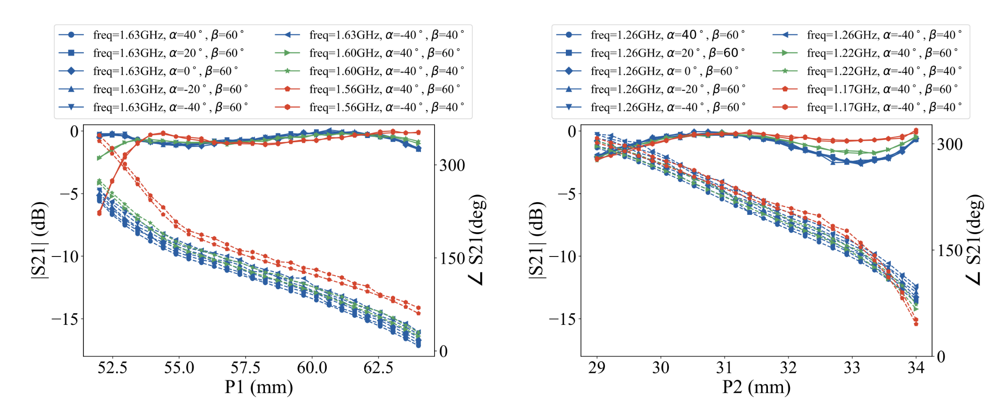 freq=1.63GHz, α=40°, β=60°
freq=1.63GHz, α=20°, β=60°
freq=1.63GHz, α=0°, β=60°
freq=1.63GHz, α=-20°, β=60°
freq=1.63GHz, α=-40°, β=60°
freq=1.63GHz, α=-40°, β=40°
freq=1.60GHz, α=40°, β=60°
freq=1.60GHz, α=-40°, β=40°
freq=1.56GHz, α=40°, β=60°
freq=1.56GHz, α=-40°, β=40°
0
−5
−10
−15
|S21| (dB)
300
150
0
∠ S21(deg)
52.5 55.0 57.5 60.0 62.5
P1 (mm)
freq=1.26GHz, α=40°, β=60°
freq=1.26GHz, α=20°, β=60°
freq=1.26GHz, α= 0°, β=60°
freq=1.26GHz, α=-20°, β=60°
freq=1.26GHz, α=-40°, β=60°
freq=1.26GHz, α=-40°, β=40°
freq=1.22GHz, α=40°, β=60°
freq=1.22GHz, α=-40°, β=40°
freq=1.17GHz, α=40°, β=60°
freq=1.17GHz, α=-40°, β=40°
0
−5
−10
−15
|S21| (dB)
300
150
0
∠ S21(deg)
29 30 31 32 33 34
P2 (mm)